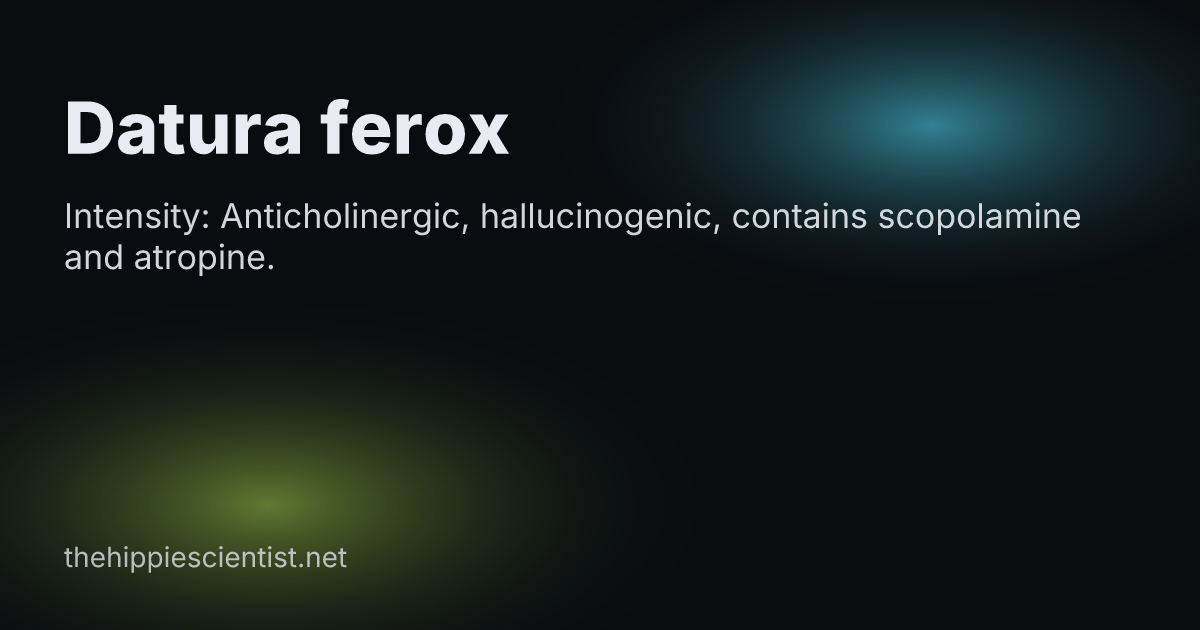 Datura ferox
Intensity: Anticholinergic, hallucinogenic, contains scopolamine
and atropine.
thehippiescientist.net